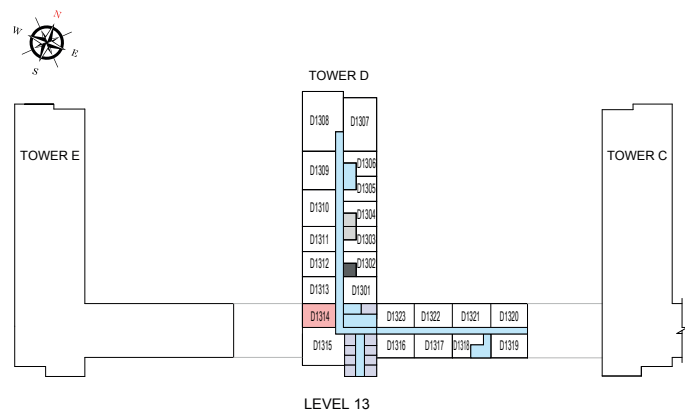 N
W
E
S
TOWER D
TOWER E
TOWER C
D1308
D1307
D1306
D1309
D1305
D1310
D1304
D1311
D1303
D1312
D1302
D1313
D1301
D1314
D1323
D1322
D1321
D1320
D1315
D1316
D1317
D1318
D1319
LEVEL 13